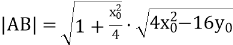 |AB| = √(1 + x₀²/4) · √(4x₀² − 16y₀)